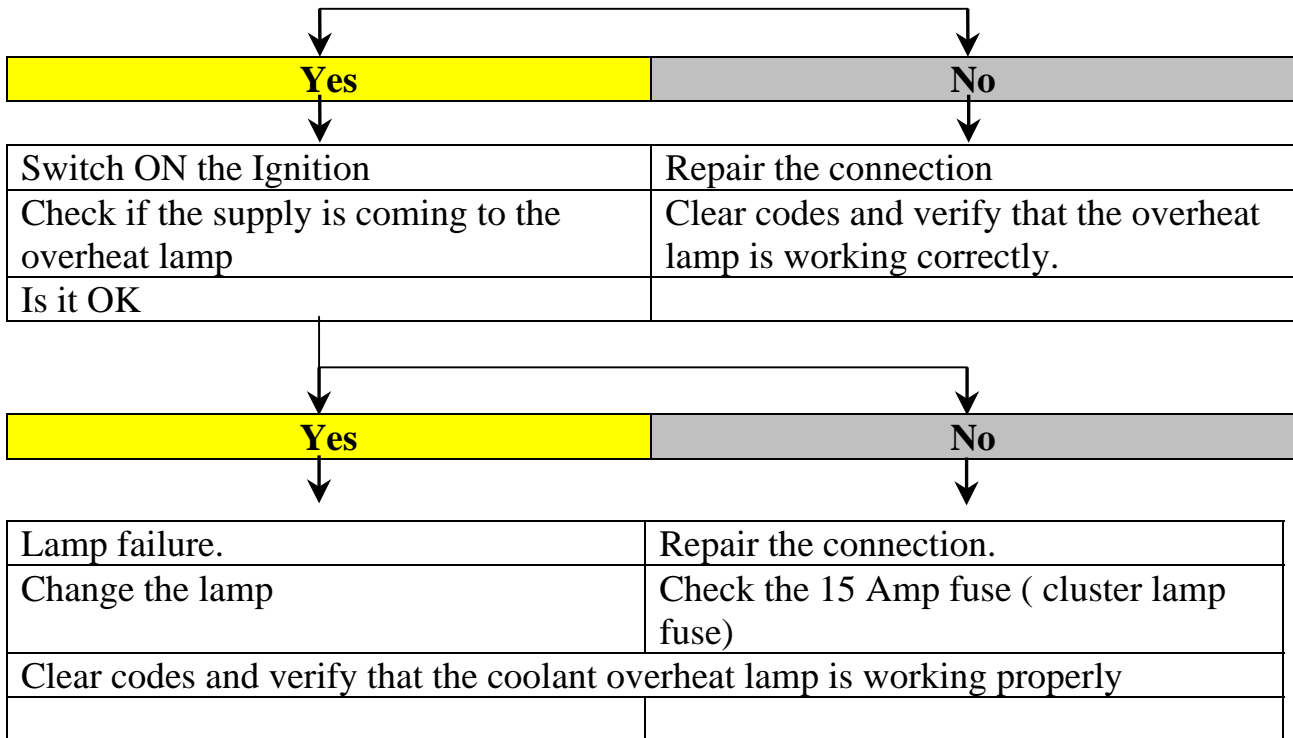 Yes
No
Switch ON the Ignition
Repair the connection
Check if the supply is coming to the
overheat lamp
Clear codes and verify that the overheat
lamp is working correctly.
Is it OK
Yes
No
Lamp failure.
Repair the connection.
Change the lamp
Check the 15 Amp fuse ( cluster lamp
fuse)
Clear codes and verify that the coolant overheat lamp is working properly